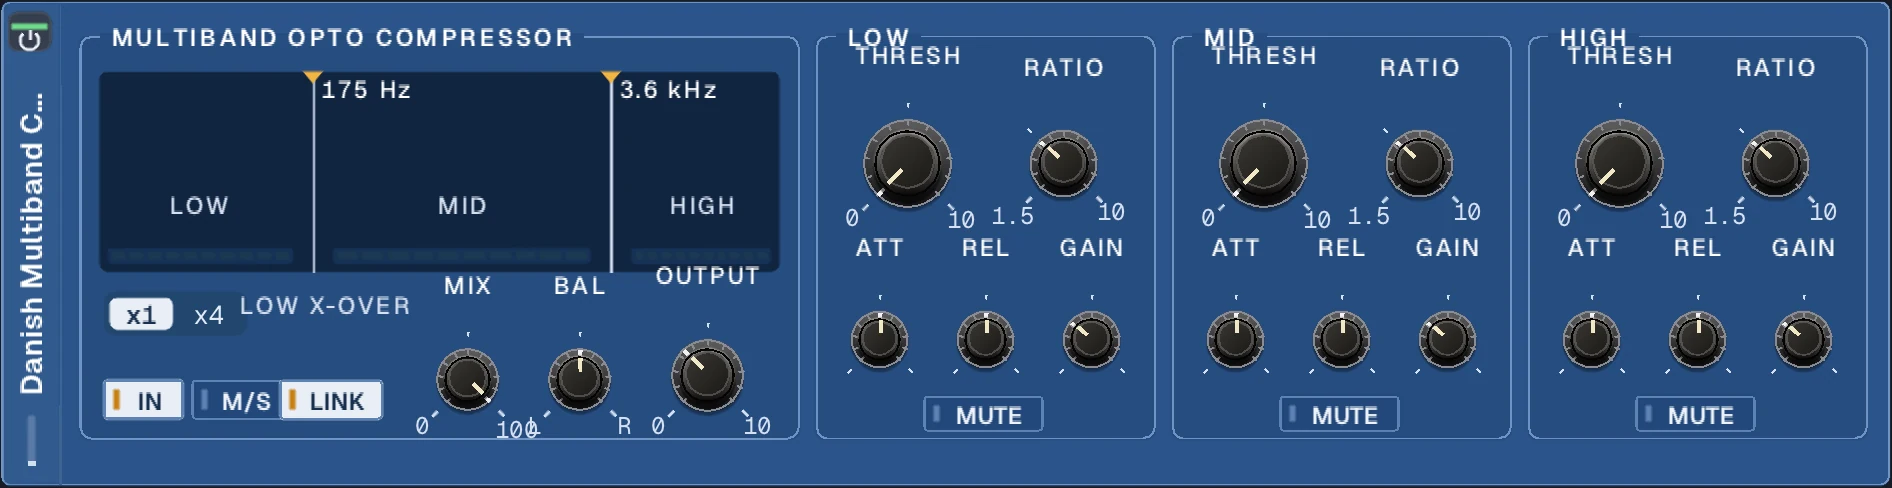 Danish Multiband C...
MULTIBAND OPTO COMPRESSOR
175 Hz
3.6 kHz
LOW
MID
HIGH
x1
x4
LOW X-OVER
MIX
BAL
OUTPUT
0
100
L
R
0
10
IN
M/S
LINK
LOW
THRESH
RATIO
0
10
1.5
10
ATT
REL
GAIN
MUTE
MID
THRESH
RATIO
0
10
1.5
10
ATT
REL
GAIN
MUTE
HIGH
THRESH
RATIO
0
10
1.5
10
ATT
REL
GAIN
MUTE